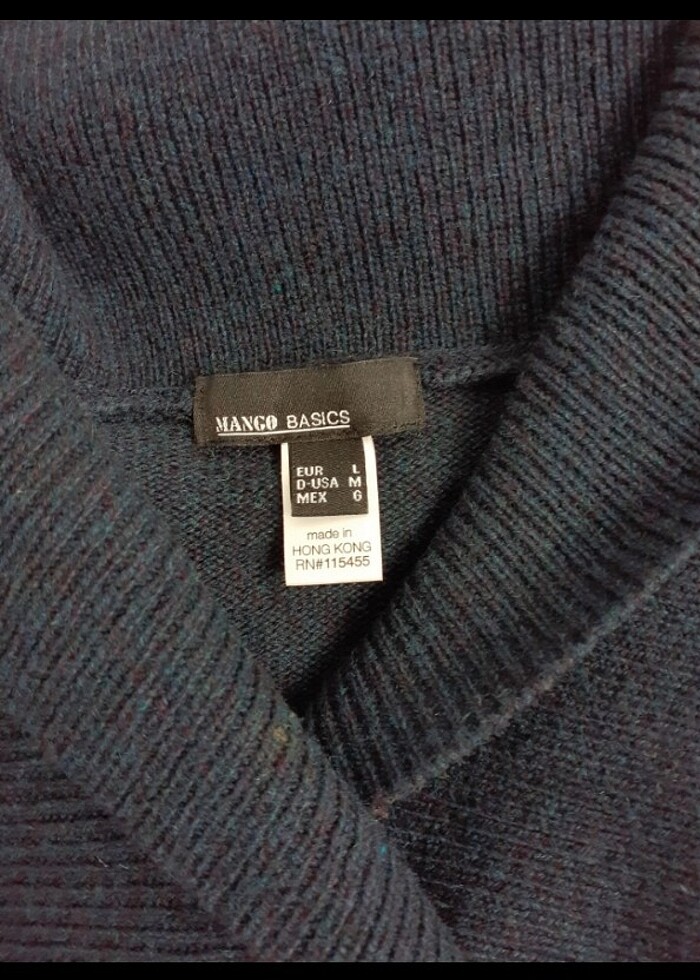 MANGO BASICS
EUR L
D-USA M
MEX G
made in
HONG KONG
RN#115455